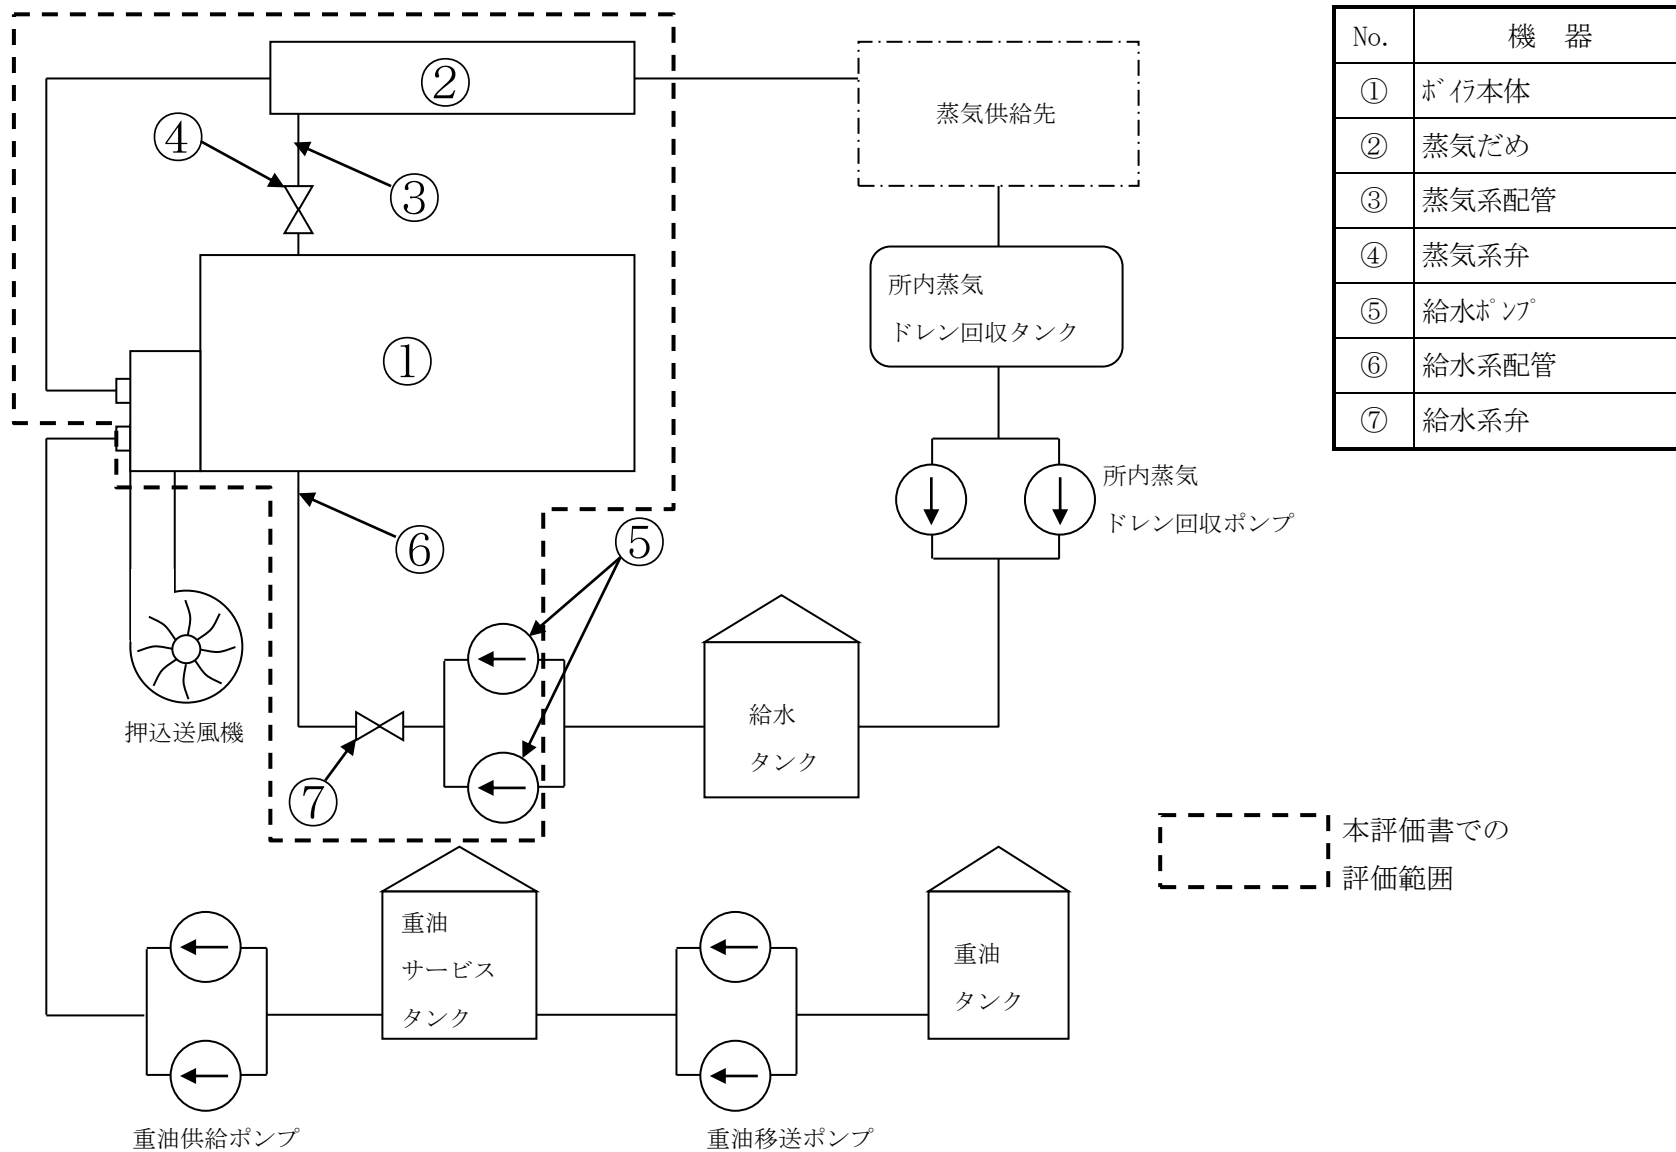 ②
④
③
①
⑥
⑤
⑦
蒸気供給先
所内蒸気
ドレン回収タンク
所内蒸気
ドレン回収ポンプ
押込送風機
給水
タンク
重油
サービス
タンク
重油
タンク
重油供給ポンプ
重油移送ポンプ
No. 機 器
① ボイラ本体
② 蒸気だめ
③ 蒸気系配管
④ 蒸気系弁
⑤ 給水ポンプ
⑥ 給水系配管
⑦ 給水系弁
本評価書での
評価範囲